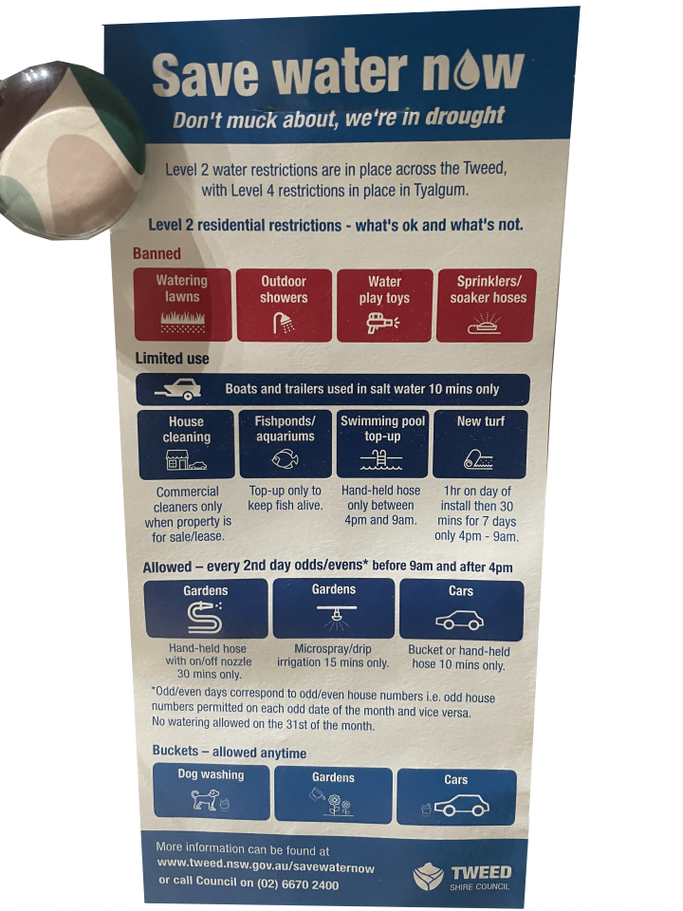 Save water now
Don't muck about, we're in drought
Level 2 water restrictions are in place across the Tweed,
with Level 4 restrictions in place in Tyalgum.
Level 2 residential restrictions - what's ok and what's not.
Banned
Watering
lawns
Outdoor
showers
Water
play toys
Sprinklers/
soaker hoses
Limited use
Boats and trailers used in salt water 10 mins only
House
cleaning
Fishponds/
aquariums
Swimming pool
top-up
New turf
Commercial
cleaners only
when property is
for sale/lease.
Top-up only to
keep fish alive.
Hand-held hose
only between
4pm and 9am.
1hr on day of
install then 30
mins for 7 days
only 4pm - 9am.
Allowed – every 2nd day odds/evens* before 9am and after 4pm
Gardens
Gardens
Cars
Hand-held hose
with on/off nozzle
30 mins only.
Microspray/drip
irrigation 15 mins only.
Bucket or hand-held
hose 10 mins only.
*Odd/even days correspond to odd/even house numbers i.e. odd house
numbers permitted on each odd date of the month and vice versa.
No watering allowed on the 31st of the month.
Buckets – allowed anytime
Dog washing
Gardens
Cars
More information can be found at
www.tweed.nsw.gov.au/savewaternow
or call Council on (02) 6670 2400
TWEED
SHIRE COUNCIL